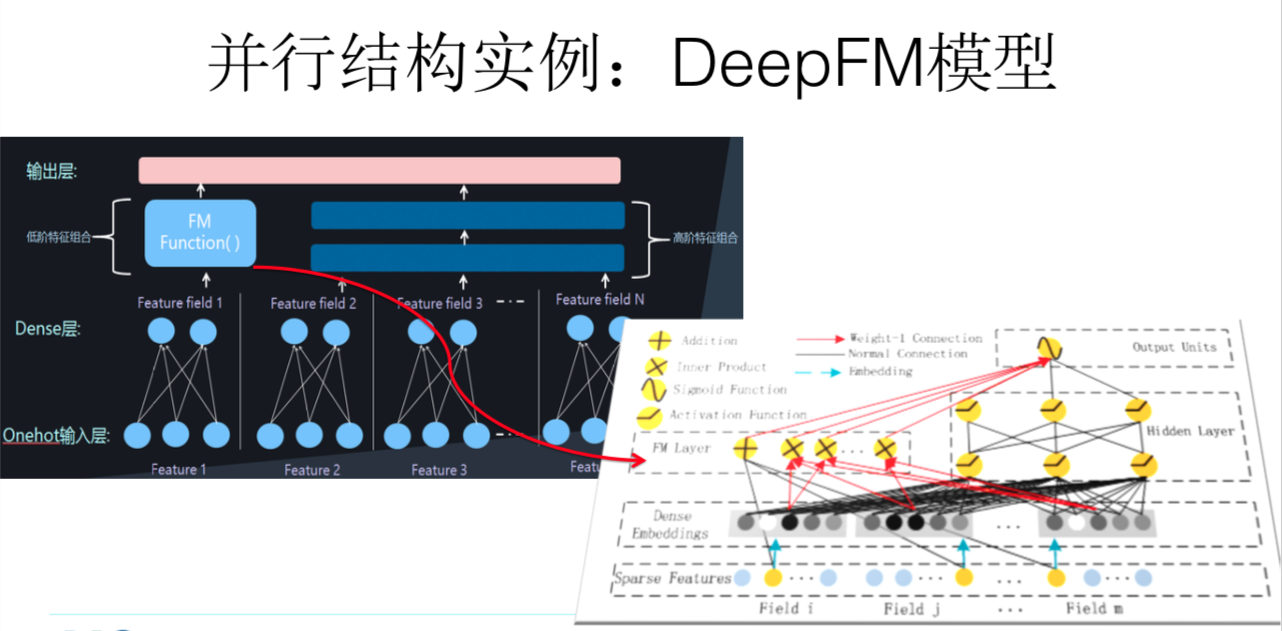 并行结构实例：DeepFM模型
输出层:
低阶特征组合
FM
Function( )
高阶特征组合
Feature field 1
Feature field 2
Feature field 3
Feature field N
Dense层:
Onehot输入层:
Feature 1
Feature 2
Feature 3
Addition
Inner Product
Sigmoid Function
Activation Function
Weight-1 Connection
Normal Connection
Embedding
Output Units
Hidden Layer
FM Layer
Dense
Embeddings
Sparse Features
Field i
Field j
...
Field m